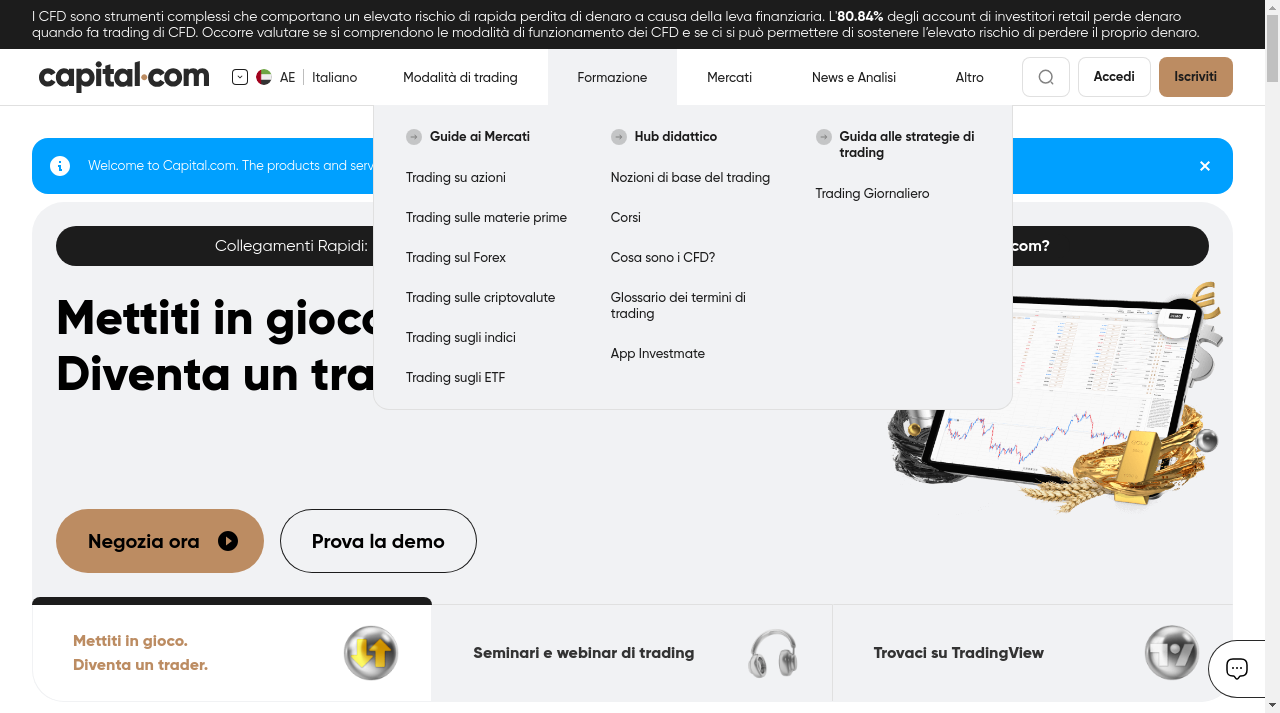 I CFD sono strumenti complessi che comportano un elevato rischio di rapida perdita di denaro a causa della leva finanziaria. L'80.84% degli account di investitori retail perde denaro
quando fa trading di CFD. Occorre valutare se si comprendono le modalità di funzionamento dei CFD e se ci si può permettere di sostenere l’elevato rischio di perdere il proprio denaro.
capital.com
AE
Italiano
Modalità di trading
Formazione
Mercati
News e Analisi
Altro
Accedi
Iscriviti
Guide ai Mercati
Trading su azioni
Trading sulle materie prime
Trading sul Forex
Trading sulle criptovalute
Trading sugli indici
Trading sugli ETF
Hub didattico
Nozioni di base del trading
Corsi
Cosa sono i CFD?
Glossario dei termini di
trading
App Investmate
Guida alle strategie di
trading
Trading Giornaliero
Welcome to Capital.com. The products and serv
Collegamenti Rapidi:
com?
Mettiti in gioco
Diventa un tra
Negozia ora
Prova la demo
Mettiti in gioco.
Diventa un trader.
Seminari e webinar di trading
Trovaci su TradingView